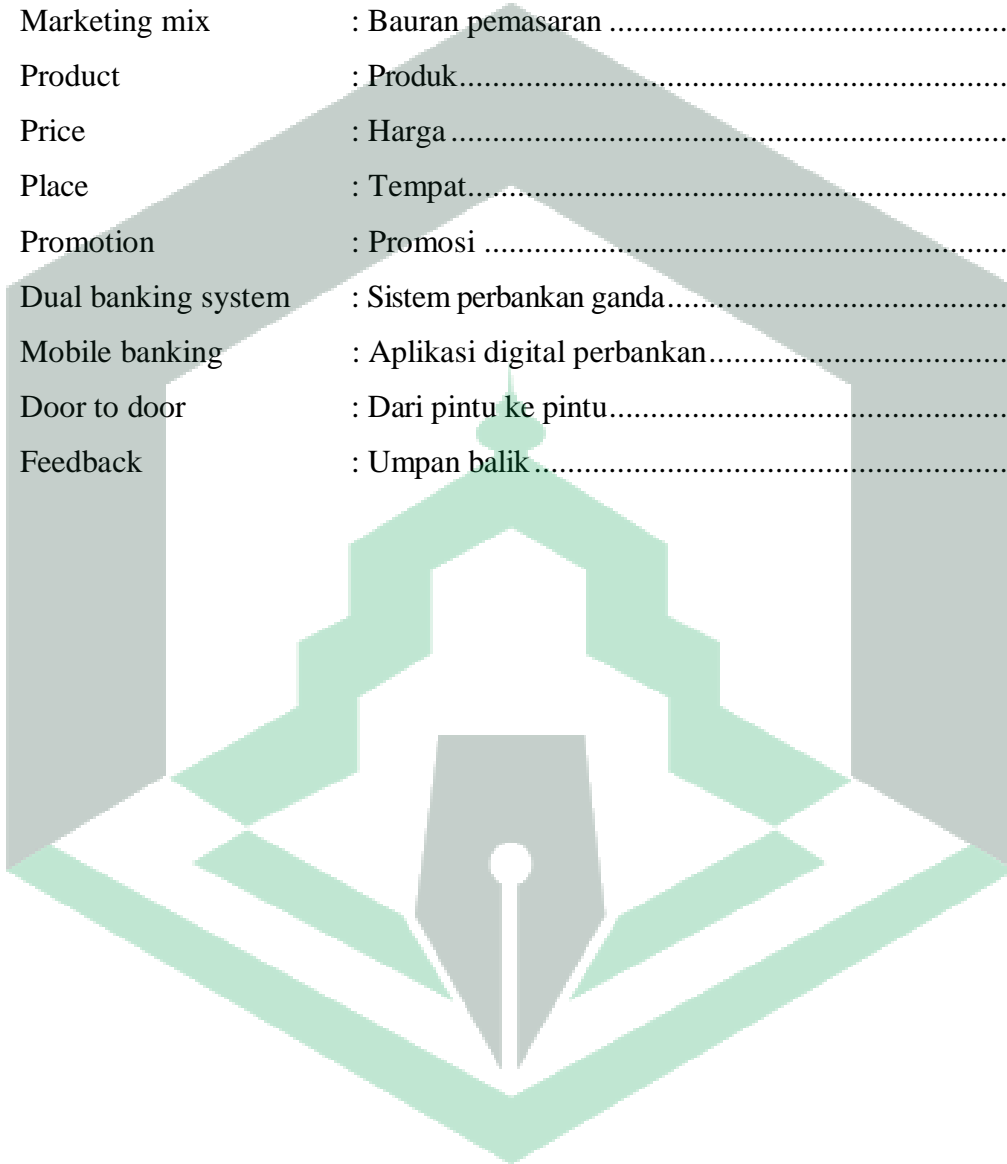 Marketing mix : Bauran pemasaran ..................................................
Product : Produk.....................................................................
Price : Harga ......................................................................
Place : Tempat....................................................................
Promotion : Promosi ..................................................................
Dual banking system : Sistem perbankan ganda...........................................
Mobile banking : Aplikasi digital perbankan.....................................
Door to door : Dari pintu ke pintu..................................................
Feedback : Umpan balik ...........................................................